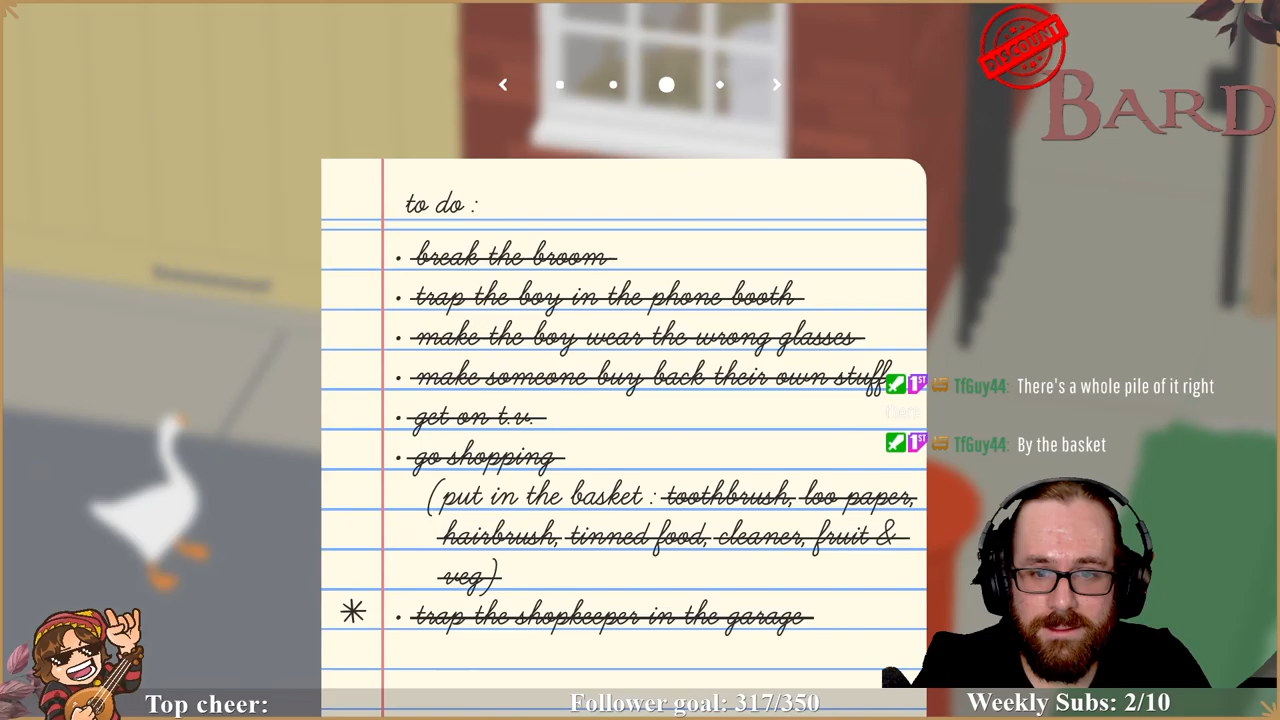 DISCOUNT
BARD
to do :
• break the broom
• trap the boy in the phone booth
• make the boy wear the wrong glasses
• make someone buy back their own stuff
• get on t.v.
• go shopping
(put in the basket : toothbrush, loo paper,
hairbrush, tinned food, cleaner, fruit &
veg)
* • trap the shopkeeper in the garage
1ST TfGuy44: There's a whole pile of it right
there
1ST TfGuy44: By the basket
Top cheer:
Follower goal: 317/350
Weekly Subs: 2/10